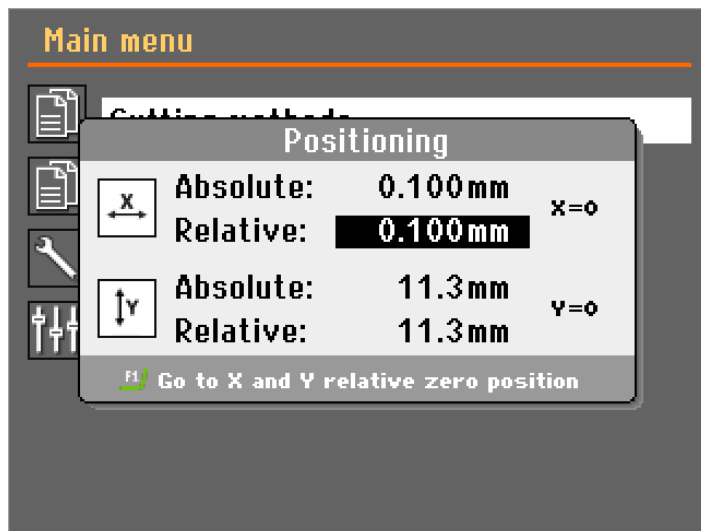 Main menu
Positioning
X
Absolute: 0.100mm
X=0
Relative: 0.100mm
Y
Absolute: 11.3mm
Y=0
Relative: 11.3mm
F1 Go to X and Y relative zero position